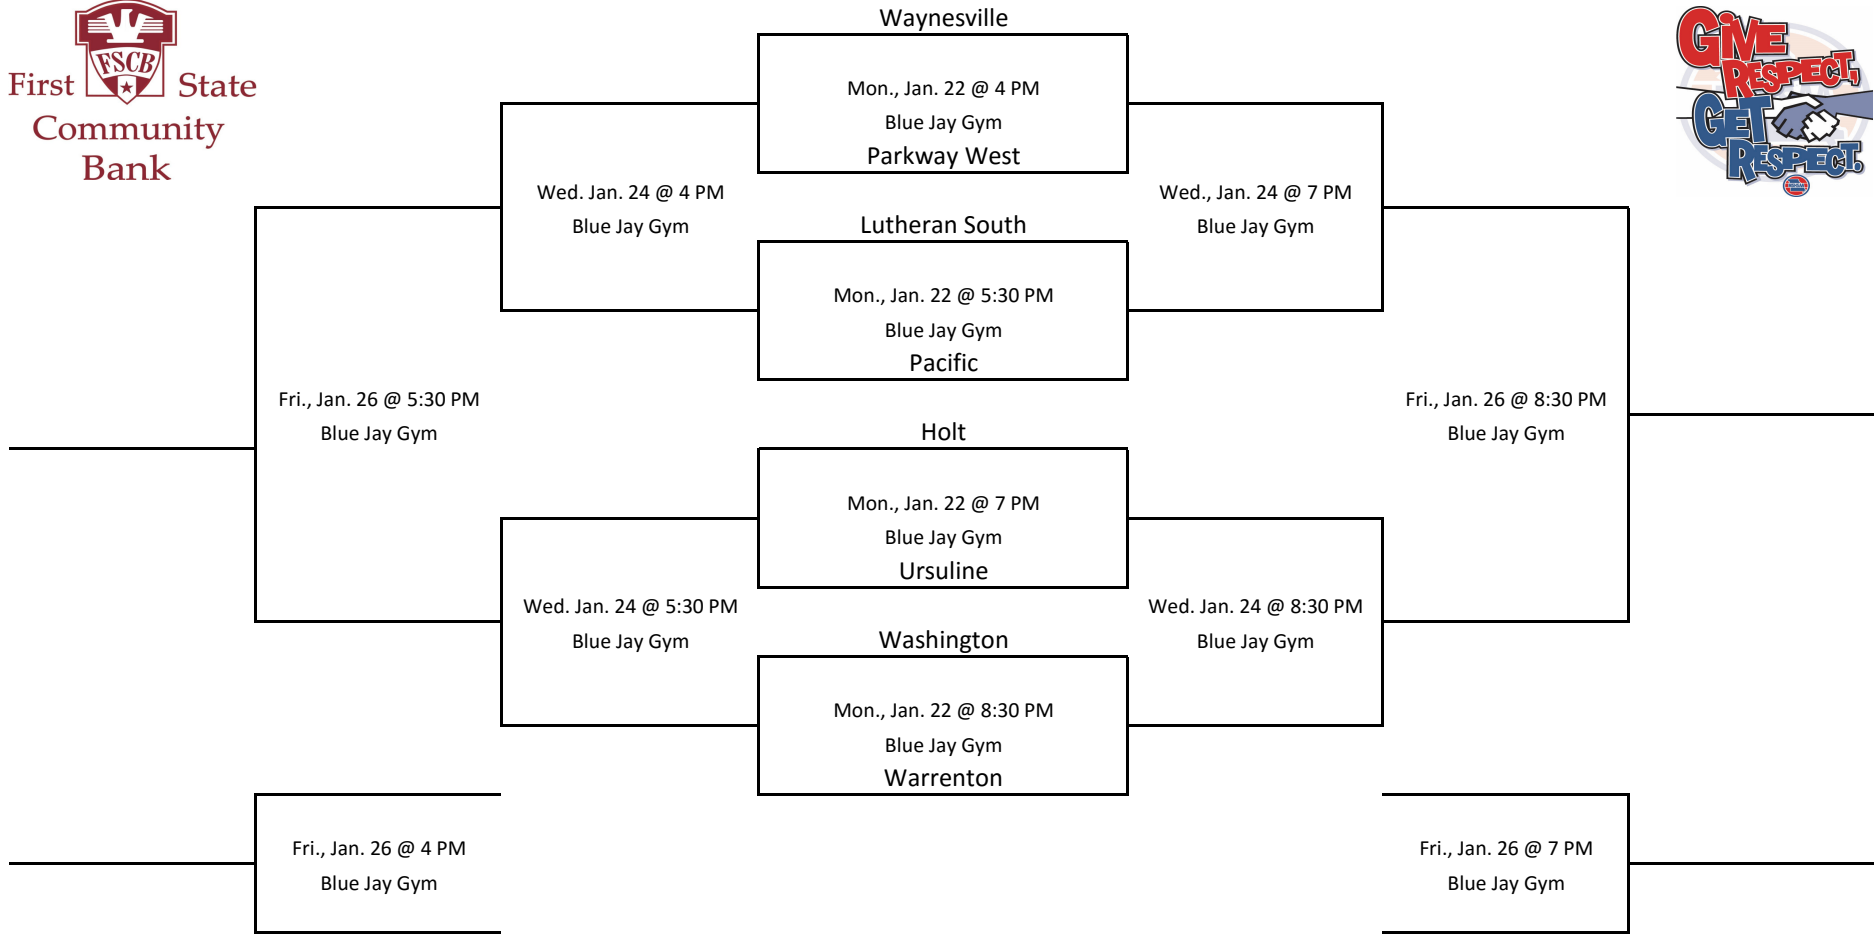 FSCB
First State
Community
Bank
GIVE
RESPECT,
GET
RESPECT.
Waynesville
Mon., Jan. 22 @ 4 PM
Blue Jay Gym
Parkway West
Wed. Jan. 24 @ 4 PM
Blue Jay Gym
Wed., Jan. 24 @ 7 PM
Blue Jay Gym
Lutheran South
Mon., Jan. 22 @ 5:30 PM
Blue Jay Gym
Pacific
Fri., Jan. 26 @ 5:30 PM
Blue Jay Gym
Fri., Jan. 26 @ 8:30 PM
Blue Jay Gym
Holt
Mon., Jan. 22 @ 7 PM
Blue Jay Gym
Ursuline
Wed. Jan. 24 @ 5:30 PM
Blue Jay Gym
Wed. Jan. 24 @ 8:30 PM
Blue Jay Gym
Washington
Mon., Jan. 22 @ 8:30 PM
Blue Jay Gym
Warrenton
Fri., Jan. 26 @ 4 PM
Blue Jay Gym
Fri., Jan. 26 @ 7 PM
Blue Jay Gym